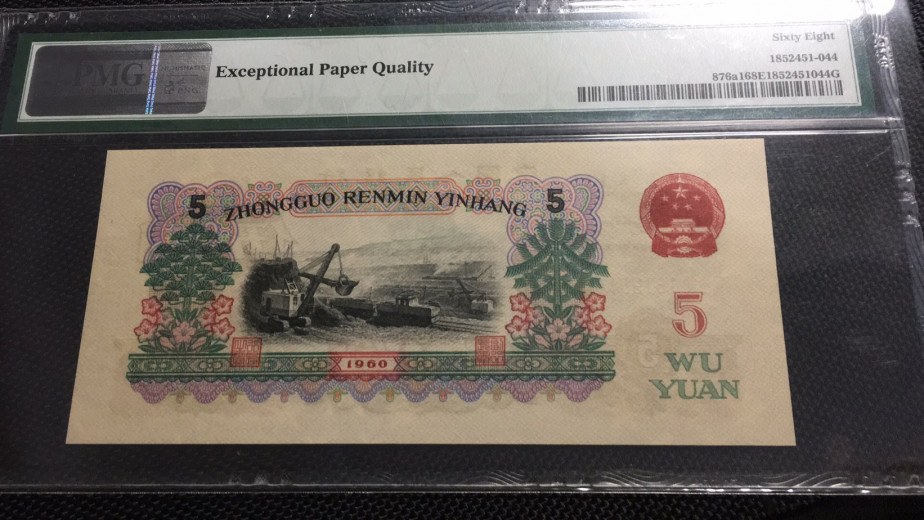 PMG
Exceptional Paper Quality
Sixty Eight
1852451-044
876a168E1852451044G
5
ZHONGGUO RENMIN YINHANG
5
5
1960
WU
YUAN